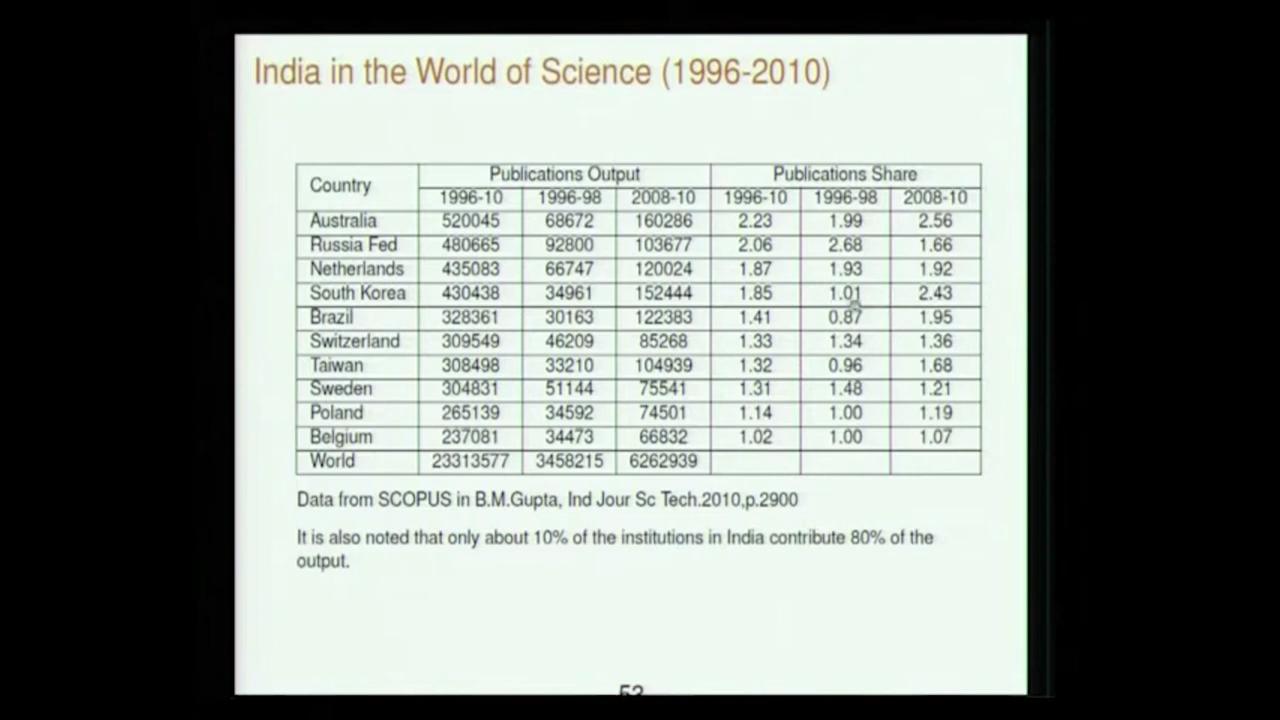 India in the World of Science (1996-2010)
Country Publications Output Publications Share
1996-10 1996-98 2008-10 1996-10 1996-98 2008-10
Australia 520045 68672 160286 2.23 1.99 2.56
Russia Fed 480665 92800 103677 2.06 2.68 1.66
Netherlands 435083 66747 120024 1.87 1.93 1.92
South Korea 430438 34961 152444 1.85 1.01 2.43
Brazil 328361 30163 122383 1.41 0.87 1.95
Switzerland 309549 46209 85268 1.33 1.34 1.36
Taiwan 308498 33210 104939 1.32 0.96 1.68
Sweden 304831 51144 75541 1.31 1.48 1.21
Poland 265139 34592 74501 1.14 1.00 1.19
Belgium 237081 34473 66832 1.02 1.00 1.07
World 23313577 3458215 6262939
Data from SCOPUS in B.M.Gupta, Ind Jour Sc Tech.2010,p.2900
It is also noted that only about 10% of the institutions in India contribute 80% of the
output.